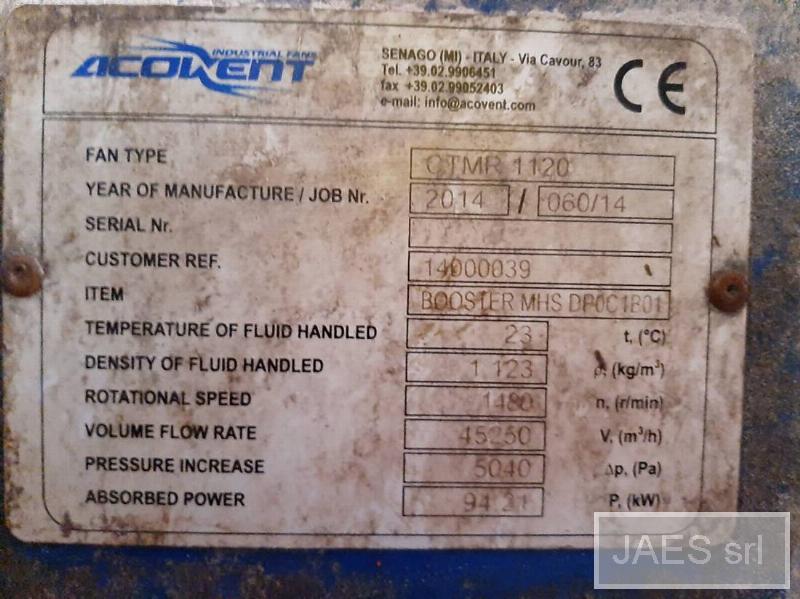 INDUSTRIAL FANS
ACOVENT
SENAGO (MI) - ITALY - Via Cavour, 83
Tel. +39.02.9906451
fax +39.02.99052403
e-mail: info@acovent.com
CE
FAN TYPE CTMR 1120
YEAR OF MANUFACTURE / JOB Nr. 2014 / 060/14
SERIAL Nr.
CUSTOMER REF. 14000039
ITEM BOOSTER MHS DP0C1B01
TEMPERATURE OF FLUID HANDLED 23 t, (°C)
DENSITY OF FLUID HANDLED 1.123 ρ, (kg/m³)
ROTATIONAL SPEED 1480 n, (r/min)
VOLUME FLOW RATE 45250 V, (m³/h)
PRESSURE INCREASE 5040 Δp, (Pa)
ABSORBED POWER 94.21 P, (kW)
JAES srl